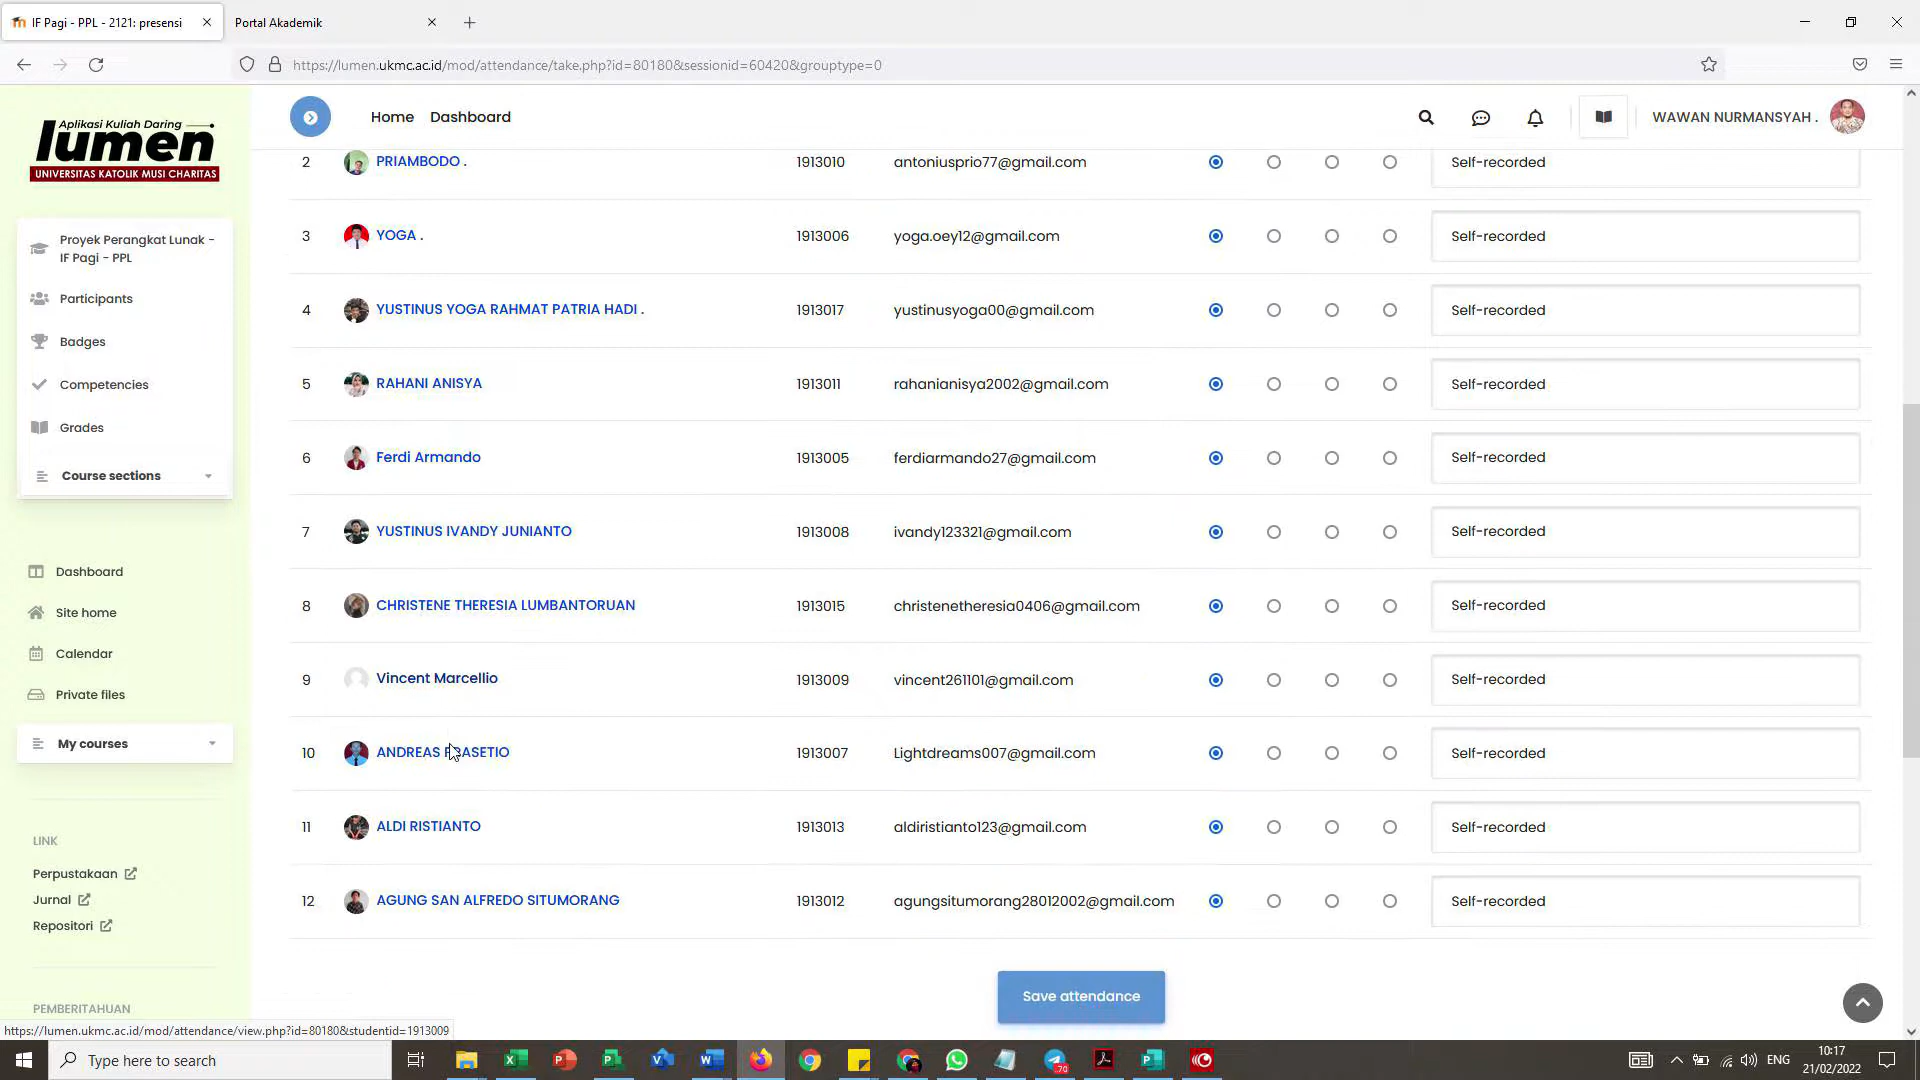 IF Pagi - PPL - 2121: presensi
Portal Akademik
https://lumen.ukmc.ac.id/mod/attendance/take.php?id=80180&sessionid=60420&grouptype=0
Aplikasi Kuliah Daring
lumen
UNIVERSITAS KATOLIK MUSI CHARITAS
Home Dashboard
WAWAN NURMANSYAH .
Proyek Perangkat Lunak -
IF Pagi - PPL
Participants
Badges
Competencies
Grades
Course sections
Dashboard
Site home
Calendar
Private files
My courses
LINK
Perpustakaan
Jurnal
Repositori
PEMBERITAHUAN
2 PRIAMBODO . 1913010 antoniusprio77@gmail.com Self-recorded
3 YOGA . 1913006 yoga.oey12@gmail.com Self-recorded
4 YUSTINUS YOGA RAHMAT PATRIA HADI . 1913017 yustinusyoga00@gmail.com Self-recorded
5 RAHANI ANISYA 1913011 rahanianisya2002@gmail.com Self-recorded
6 Ferdi Armando 1913005 ferdiarmando27@gmail.com Self-recorded
7 YUSTINUS IVANDY JUNIANTO 1913008 ivandy123321@gmail.com Self-recorded
8 CHRISTENE THERESIA LUMBANTORUAN 1913015 christenetheresia0406@gmail.com Self-recorded
9 Vincent Marcellio 1913009 vincent261101@gmail.com Self-recorded
10 ANDREAS PRASETIO 1913007 Lightdreams007@gmail.com Self-recorded
11 ALDI RISTIANTO 1913013 aldiristianto123@gmail.com Self-recorded
12 AGUNG SAN ALFREDO SITUMORANG 1913012 agungsitumorang28012002@gmail.com Self-recorded
Save attendance
https://lumen.ukmc.ac.id/mod/attendance/view.php?id=80180&studentid=1913009
Type here to search
70
ENG
10:17
21/02/2022